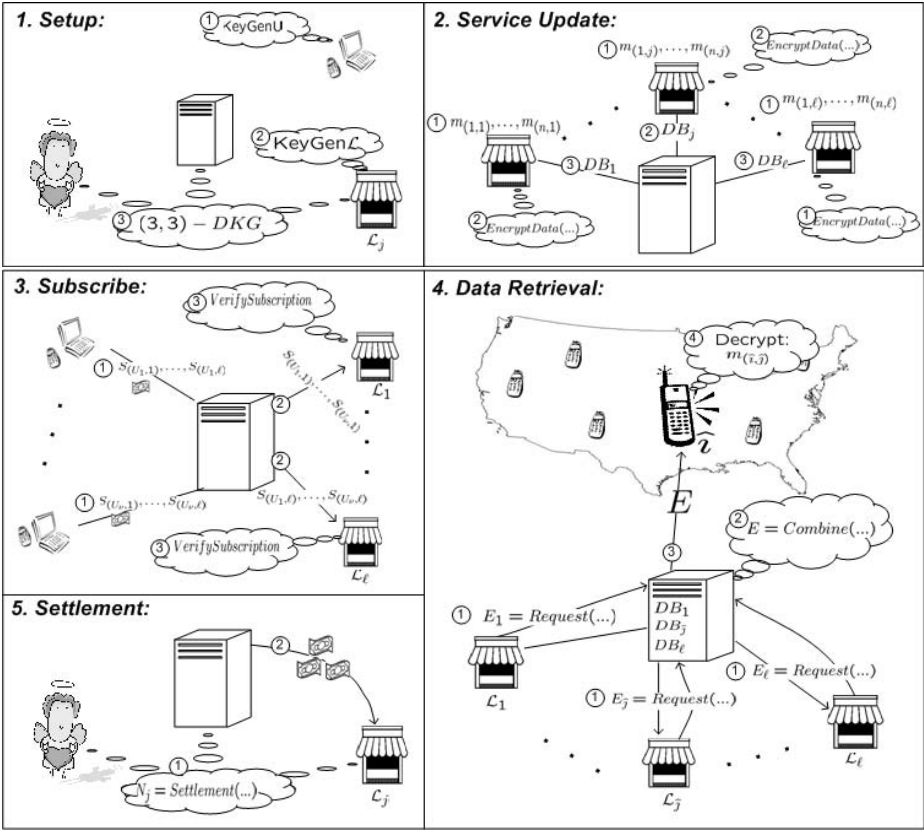 1. Setup:
① KeyGenU
② KeyGenL
③ (3,3) − DKG
ℒ_j
2. Service Update:
① m_(1,j), . . . , m_(n,j)
② EncryptData(...)
① m_(1,1), . . . , m_(n,1)
① m_(1,ℓ), . . . , m_(n,ℓ)
② DB_j
③ DB_1
③ DB_ℓ
② EncryptData(...)
① EncryptData(...)
3. Subscribe:
③ VerifySubscription
① S_(U_1,1), . . . , S_(U_1,ℓ)
②
S_(U_1,1), . . . , S_(U_ν,1)
ℒ_1
②
① S_(U_ν,1), . . . , S_(U_ν,ℓ)
S_(U_1,ℓ), . . . , S_(U_ν,ℓ)
③ VerifySubscription
ℒ_ℓ
4. Data Retrieval:
④ Decrypt:
m_(ĩ,j̃)
î
E
② E = Combine(...)
③
① E_1 = Request(...)
DB_1
DB_j̃
DB_ℓ
ℒ_1
① E_j̃ = Request(...)
① E_ℓ = Request(...)
ℒ_ℓ
ℒ_j̃
5. Settlement:
②
① N_j = Settlement(...)
ℒ_j